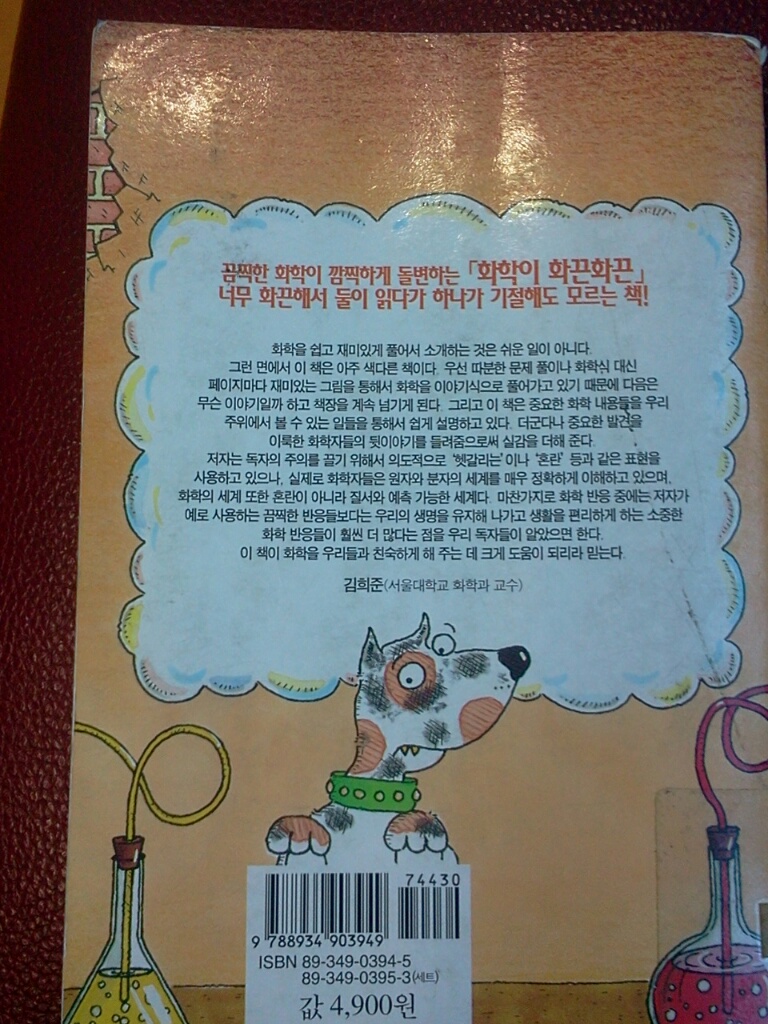 끔찍한 화학이 깜찍하게 돌변하는 「화학이 화끈화끈」
너무 화끈해서 둘이 읽다가 하나가 기절해도 모르는 책!
화학을 쉽고 재미있게 풀어서 소개하는 것은 쉬운 일이 아니다.
그런 면에서 이 책은 아주 색다른 책이다. 우선 따분한 문제 풀이나 화학식 대신
페이지마다 재미있는 그림을 통해서 화학을 이야기식으로 풀어가고 있기 때문에 다음은
무슨 이야기일까 하고 책장을 계속 넘기게 된다. 그리고 이 책은 중요한 화학 내용들을 우리
주위에서 볼 수 있는 일들을 통해서 쉽게 설명하고 있다. 더군다나 중요한 발견을
이룩한 화학자들의 뒷이야기를 들려줌으로써 실감을 더해 준다.
저자는 독자의 주의를 끌기 위해서 의도적으로 '헷갈리는'이나 '혼란' 등과 같은 표현을
사용하고 있으나, 실제로 화학자들은 원자와 분자의 세계를 매우 정확하게 이해하고 있으며,
화학의 세계 또한 혼란이 아니라 질서와 예측 가능한 세계다. 마찬가지로 화학 반응 중에는 저자가
예로 사용하는 끔찍한 반응들보다는 우리의 생명을 유지해 나가고 생활을 편리하게 하는 소중한
화학 반응들이 훨씬 더 많다는 점을 우리 독자들이 알았으면 한다.
이 책이 화학을 우리들과 친숙하게 해 주는 데 크게 도움이 되리라 믿는다.
김희준(서울대학교 화학과 교수)
74430
9 788934 903949
ISBN 89-349-0394-5
89-349-0395-3(세트)
값 4,900원